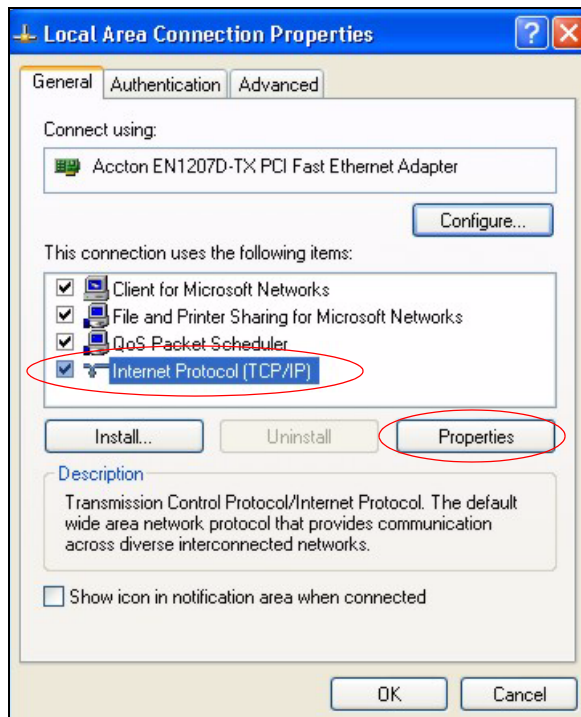 Local Area Connection Properties
General Authentication Advanced
Connect using:
Accton EN1207D-TX PCI Fast Ethernet Adapter
Configure...
This connection uses the following items:
Client for Microsoft Networks
File and Printer Sharing for Microsoft Networks
QoS Packet Scheduler
Internet Protocol (TCP/IP)
Install... Uninstall Properties
Description
Transmission Control Protocol/Internet Protocol. The default
wide area network protocol that provides communication
across diverse interconnected networks.
Show icon in notification area when connected
OK Cancel